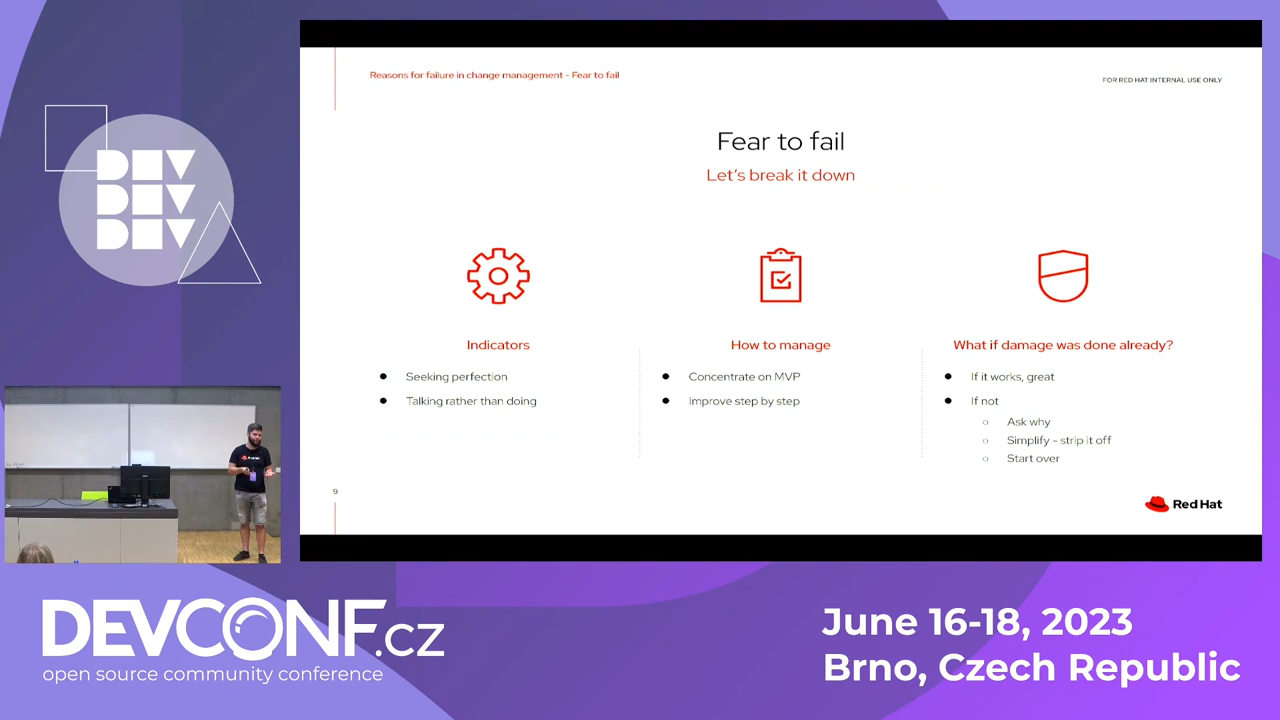 DEV
DEV
DEV
Reasons for failure in change management - Fear to fail
FOR RED HAT INTERNAL USE ONLY
Fear to fail
Let's break it down
Indicators
● Seeking perfection
● Talking rather than doing
How to manage
● Concentrate on MVP
● Improve step by step
What if damage was done already?
● If it works, great
● If not
○ Ask why
○ Simplify - strip it off
○ Start over
9
Red Hat
DEVCONF.cz
open source community conference
June 16-18, 2023
Brno, Czech Republic